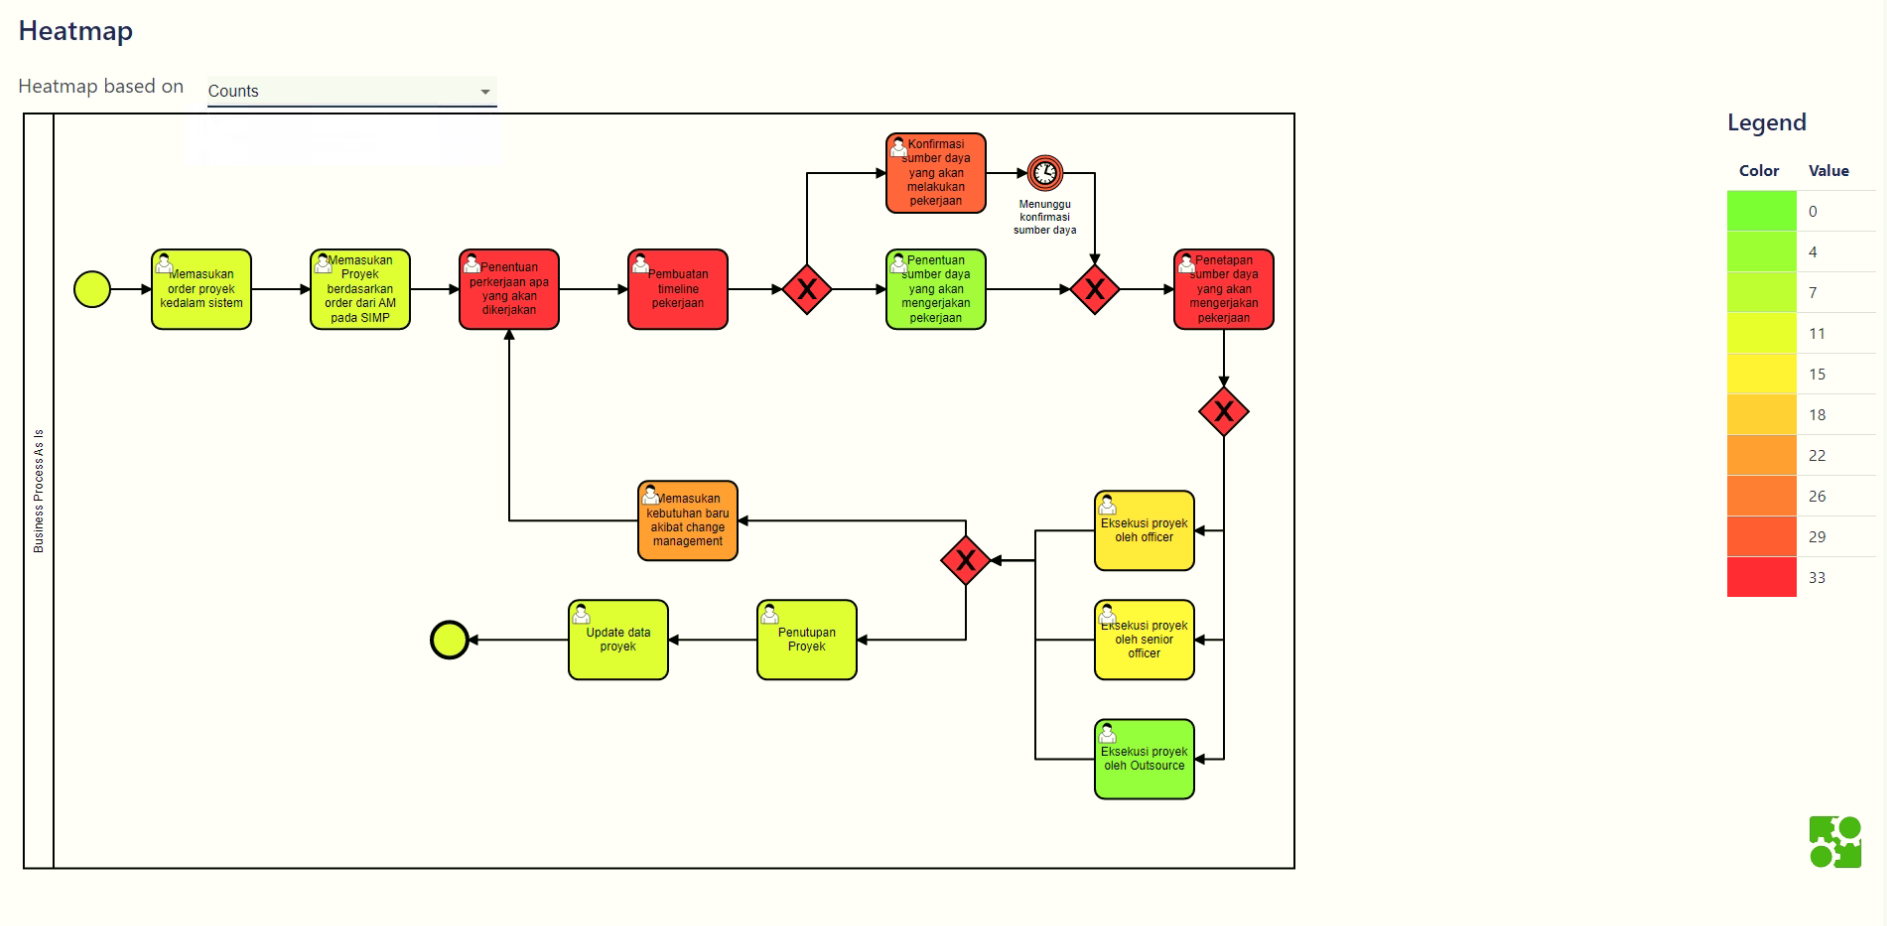 Heatmap
Heatmap based on
Counts
Business Process As Is
Memasukan
order proyek
kedalam sistem
Memasukan
Proyek
berdasarkan
order dari AM
pada SIMP
Penentuan
perkerjaan apa
yang akan
dikerjakan
Pembuatan
timeline
pekerjaan
X
Konfirmasi
sumber daya
yang akan
melakukan
pekerjaan
Menunggu
konfirmasi
sumber daya
Penentuan
sumber daya
yang akan
mengerjakan
pekerjaan
X
Penetapan
sumber daya
yang akan
mengerjakan
pekerjaan
X
Eksekusi proyek
oleh officer
Eksekusi proyek
oleh senior
officer
Eksekusi proyek
oleh Outsource
X
Memasukan
kebutuhan baru
akibat change
management
Penutupan
Proyek
Update data
proyek
Legend
Color Value
0
4
7
11
15
18
22
26
29
33